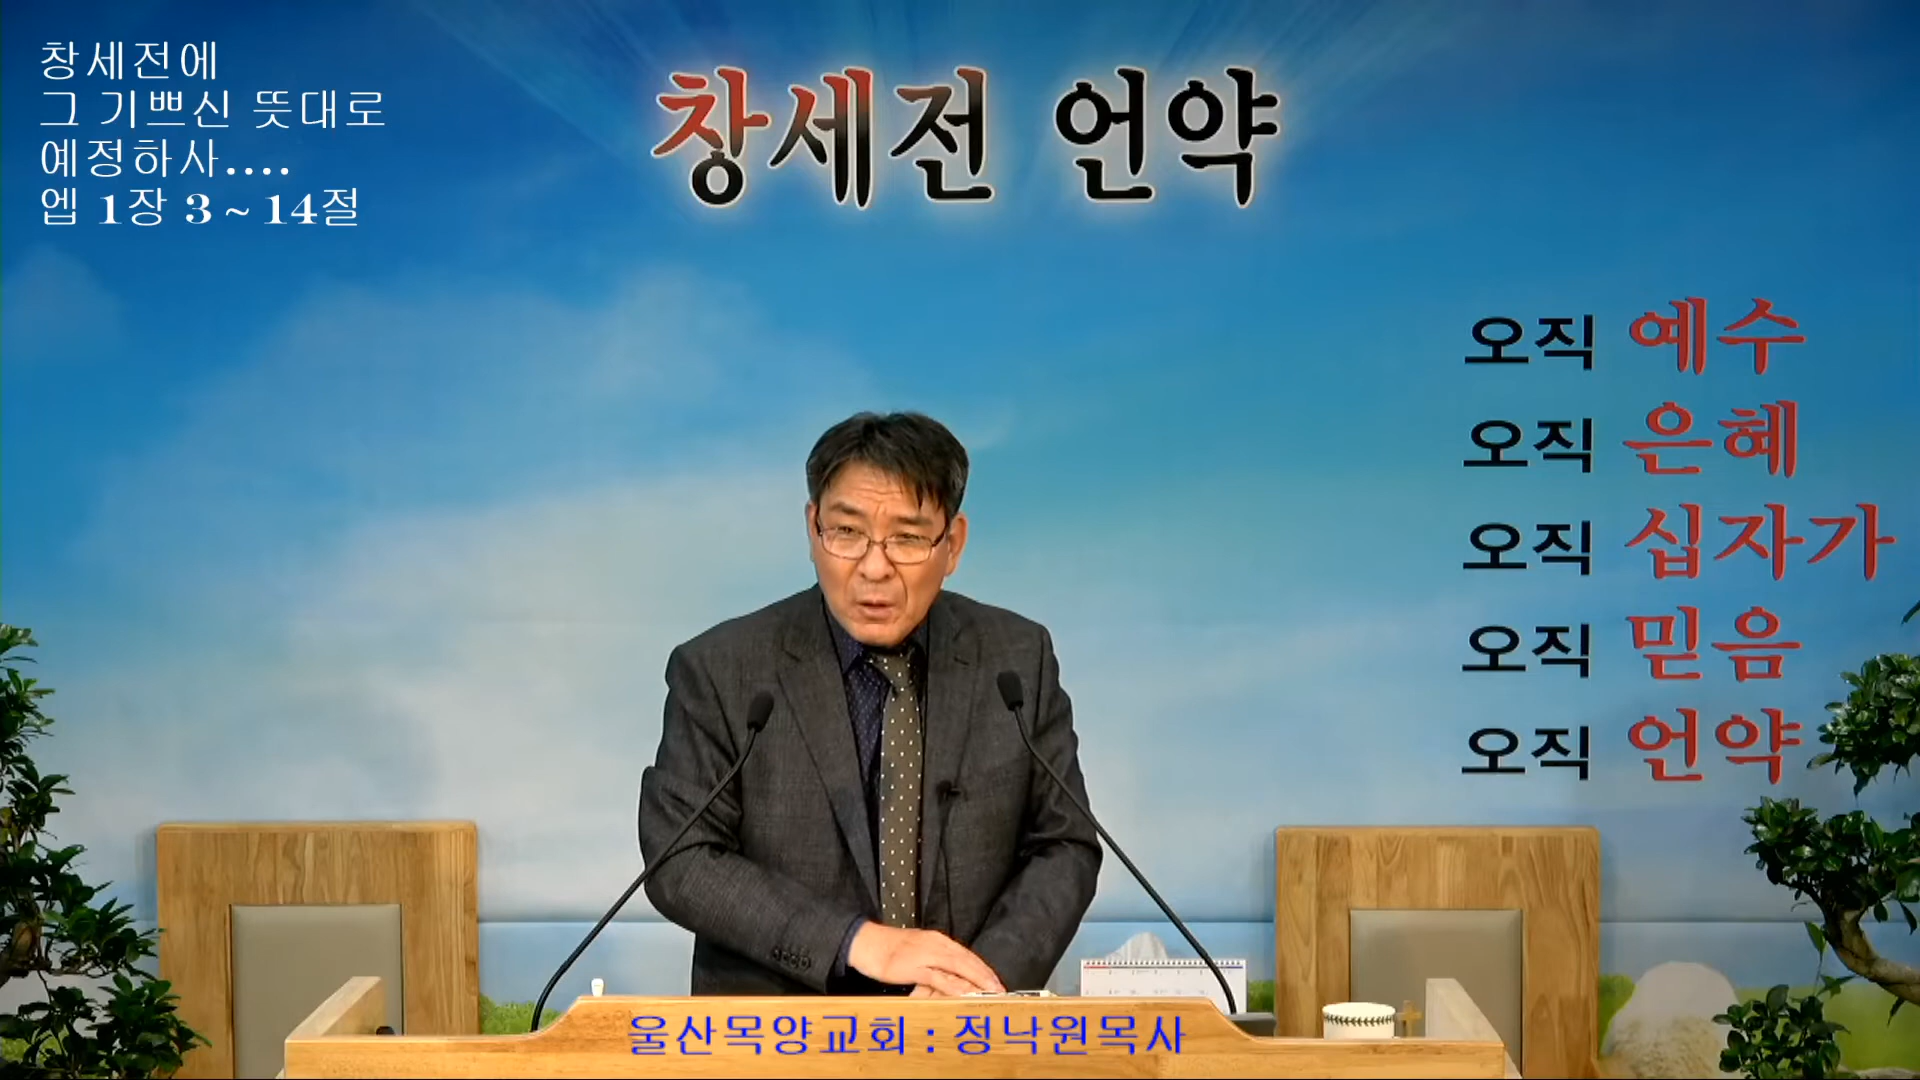 창세전에
그 기쁘신 뜻대로
예정하사....
엡 1장 3 ~ 14절
창세전 언약
오직 예수
오직 은혜
오직 십자가
오직 믿음
오직 언약
울산목양교회 : 정낙원목사